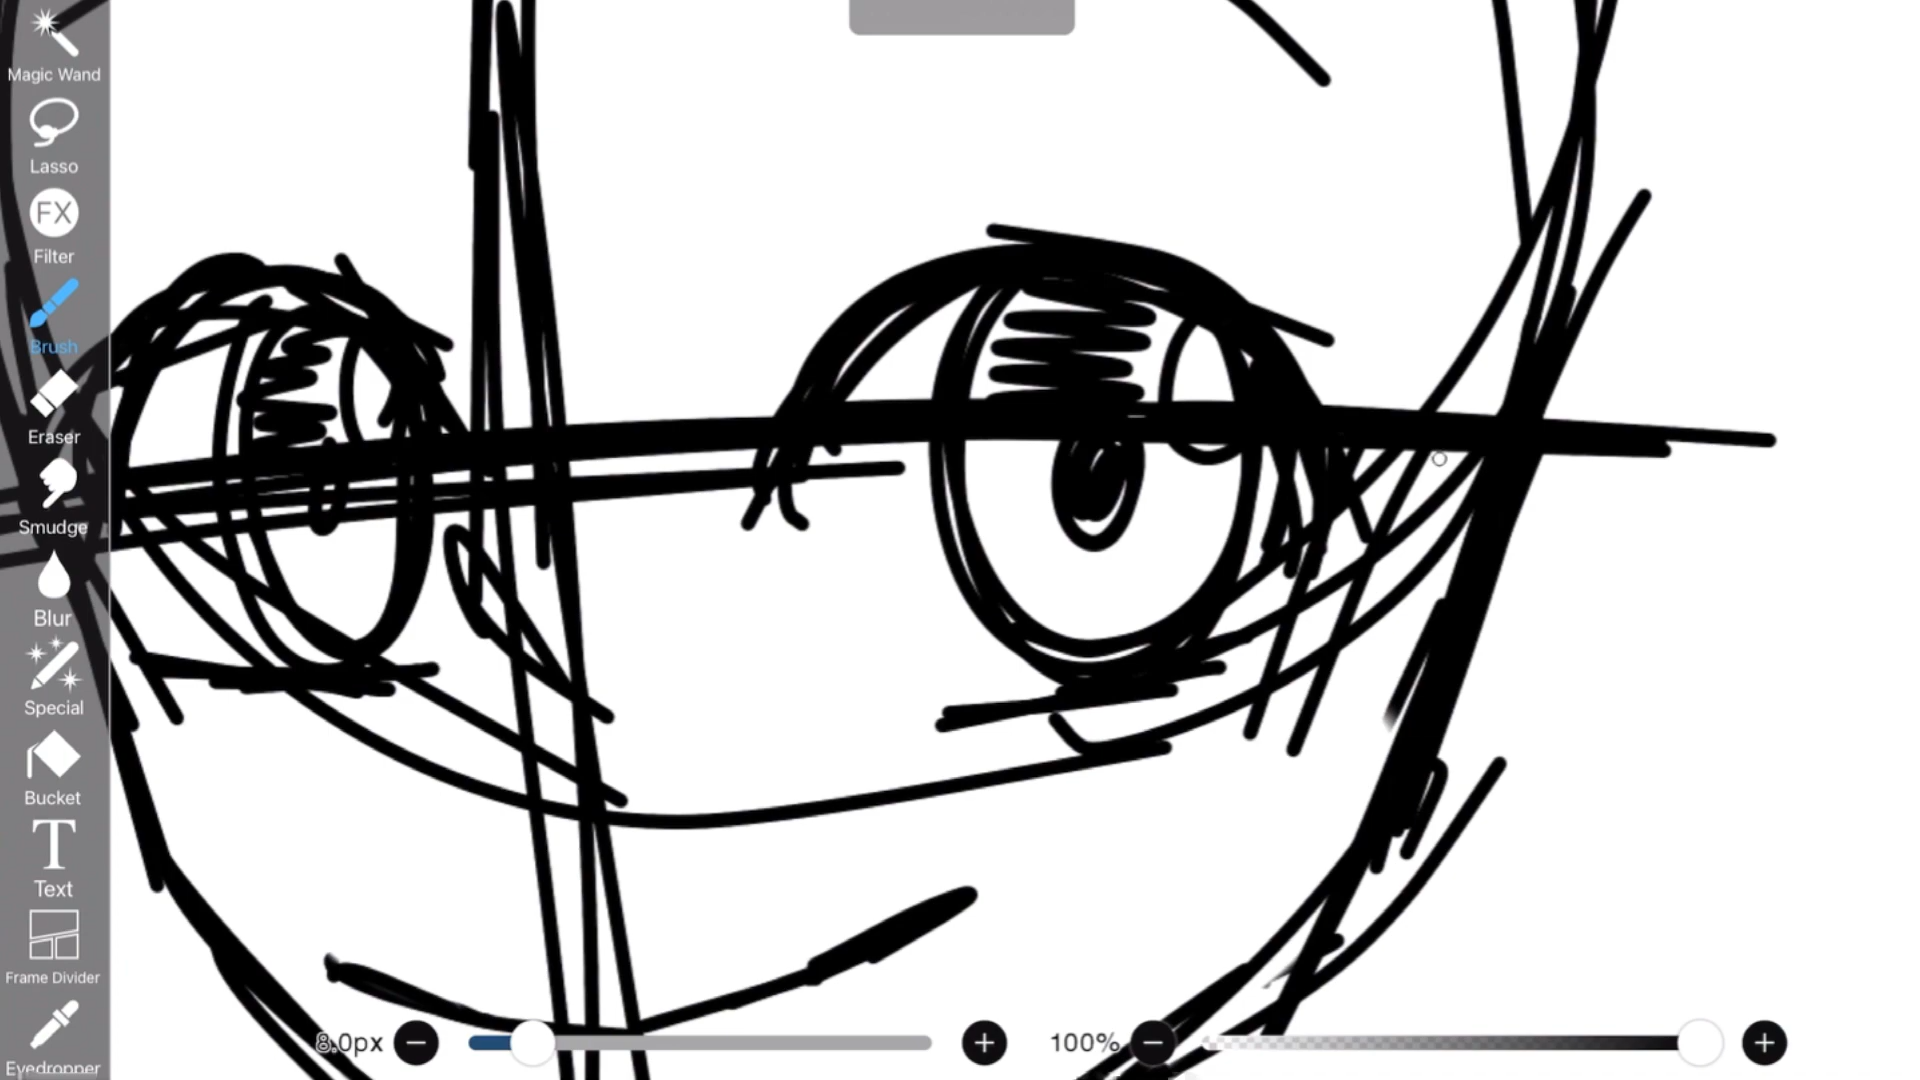 Magic Wand
Lasso
FX
Filter
Brush
Eraser
Smudge
Blur
Special
Bucket
T
Text
Frame Divider
Eyedropper
8.0px
100%